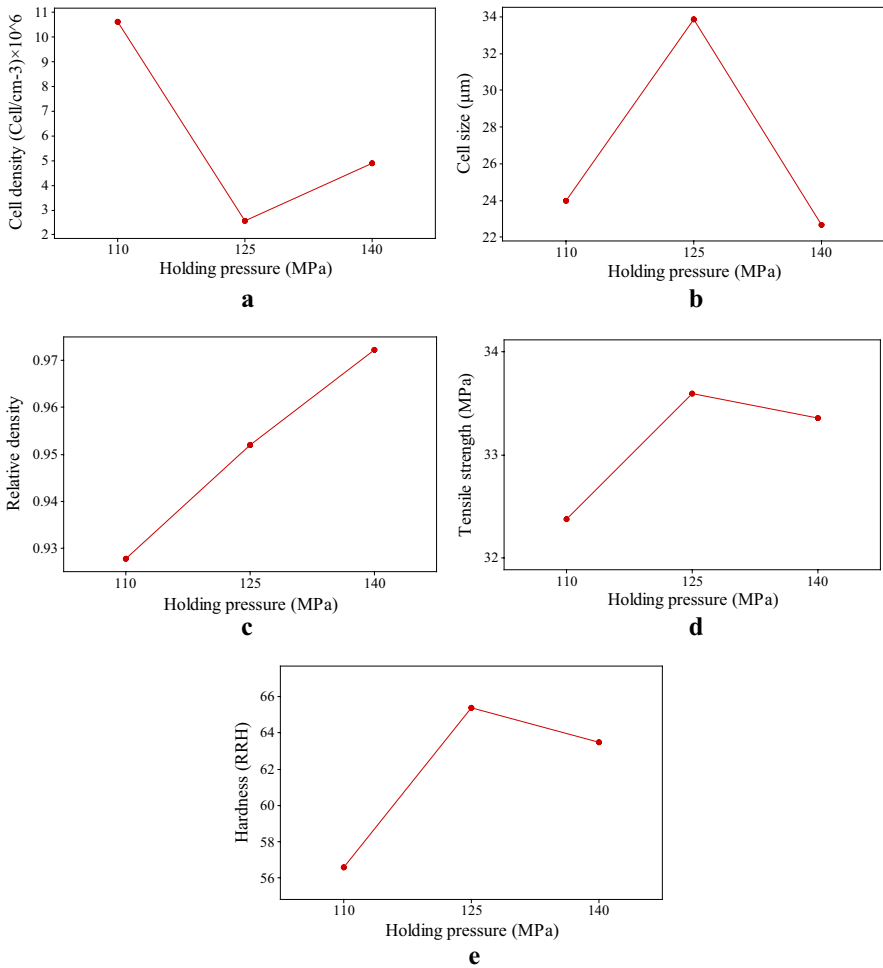 Cell density (Cell/cm-3)×10^6
11
10
9
8
7
6
5
4
3
2
110 125 140
Holding pressure (MPa)
a
Cell size (μm)
34
32
30
28
26
24
22
110 125 140
Holding pressure (MPa)
b
Relative density
0.97
0.96
0.95
0.94
0.93
110 125 140
Holding pressure (MPa)
c
Tensile strength (MPa)
34
33
32
110 125 140
Holding pressure (MPa)
d
Hardness (RRH)
66
64
62
60
58
56
110 125 140
Holding pressure (MPa)
e